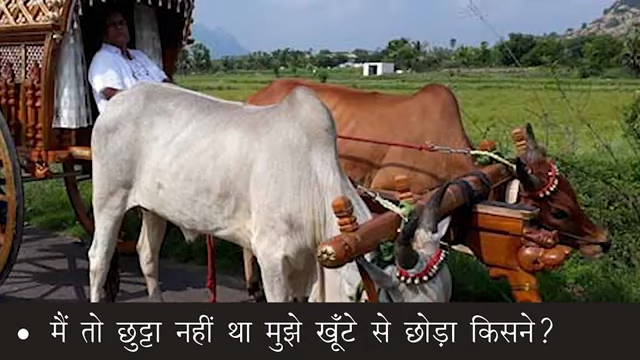 • मैं तो छुट्टा नहीं था मुझे खूँटे से छोड़ा किसने?